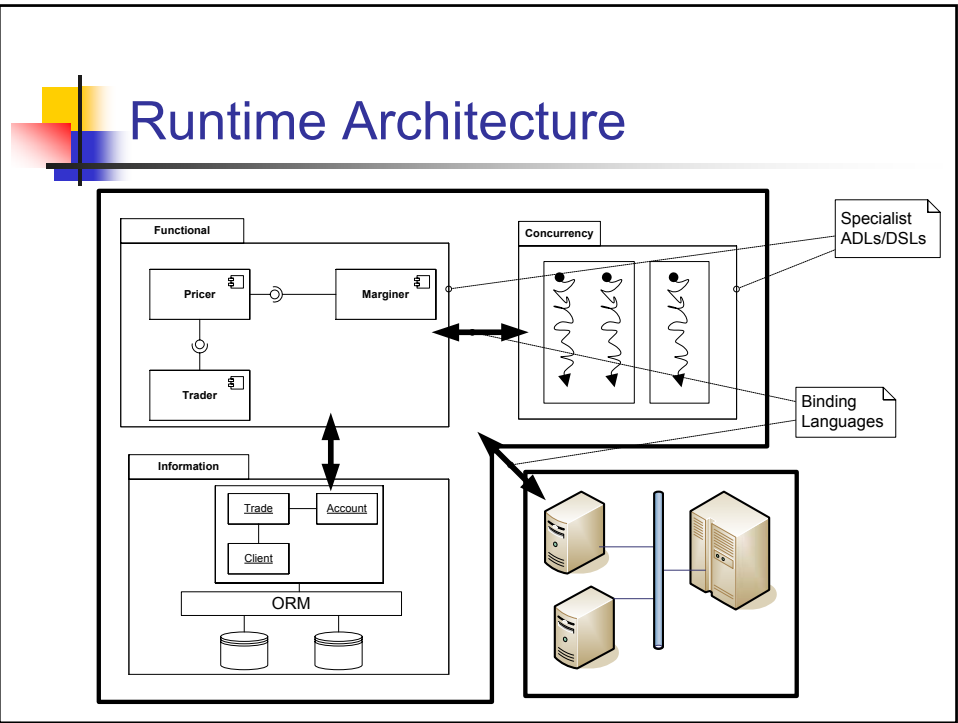 Runtime Architecture
Functional
Concurrency
Specialist
ADLs/DSLs
Pricer
Marginer
Trader
Binding
Languages
Information
Trade
Account
Client
ORM